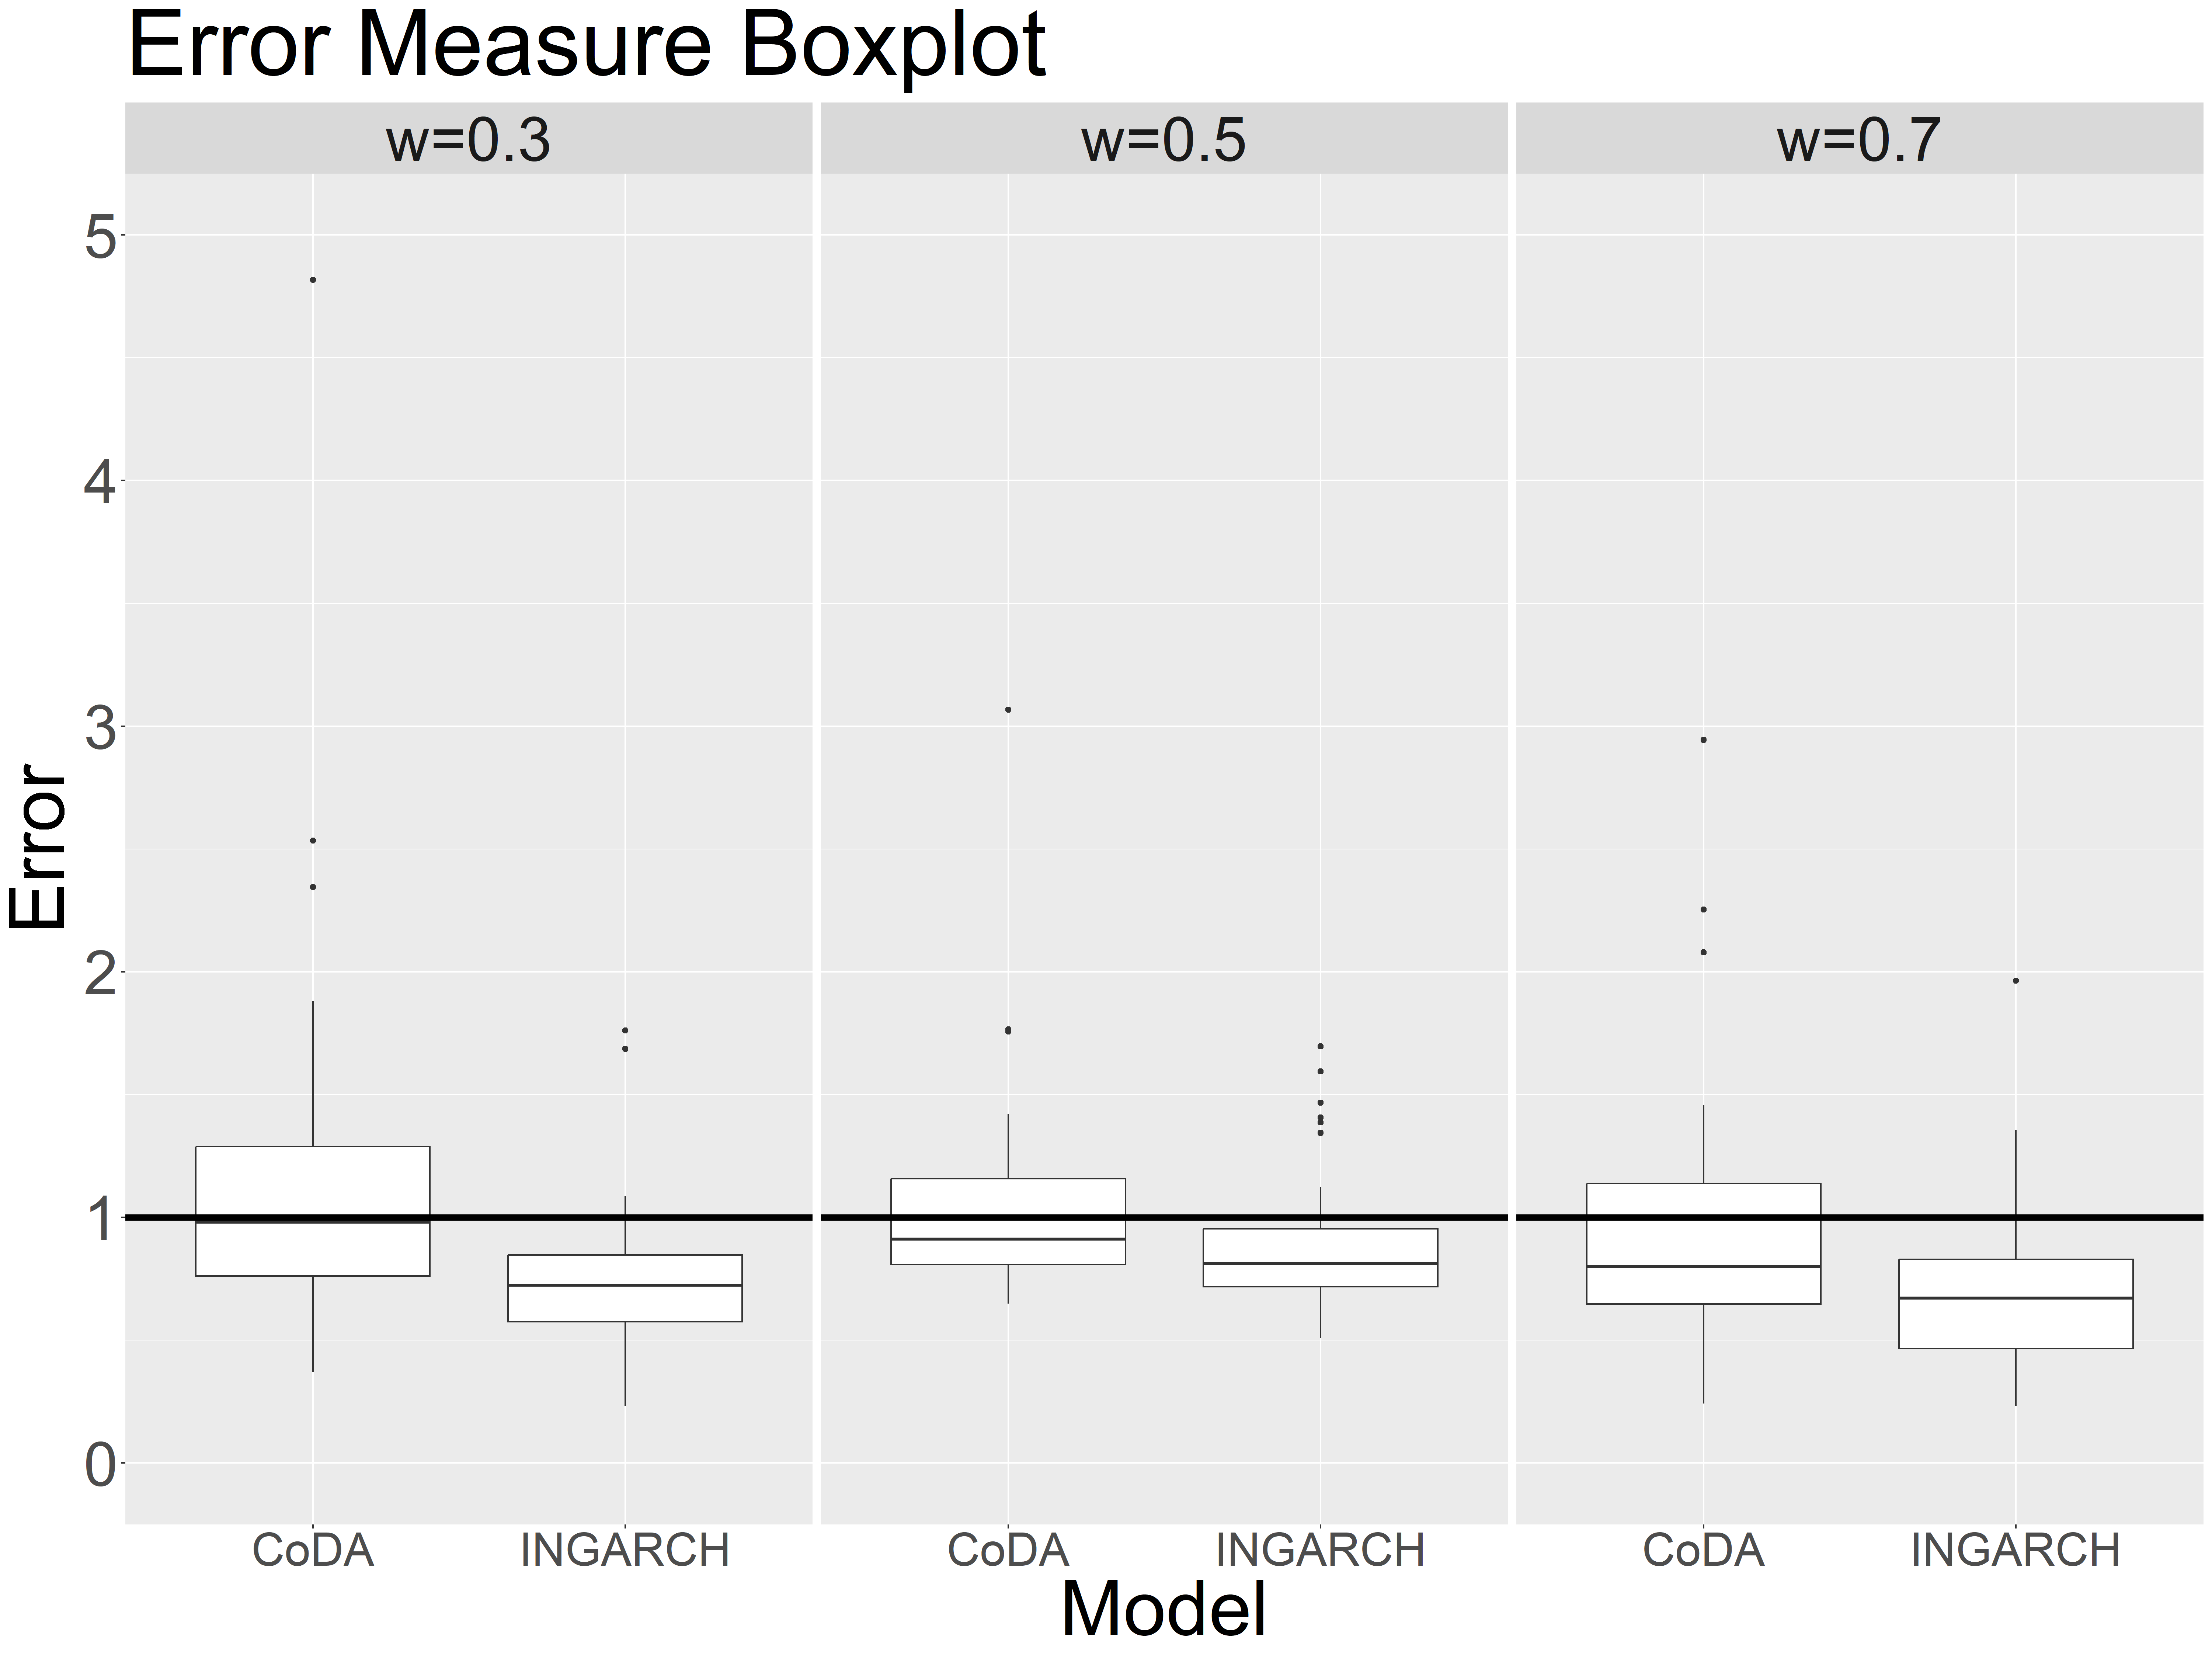 Error Measure Boxplot
w=0.3 w=0.5 w=0.7
5
4
3
2
1
0
Error
CoDA INGARCH CoDA INGARCH CoDA INGARCH
Model